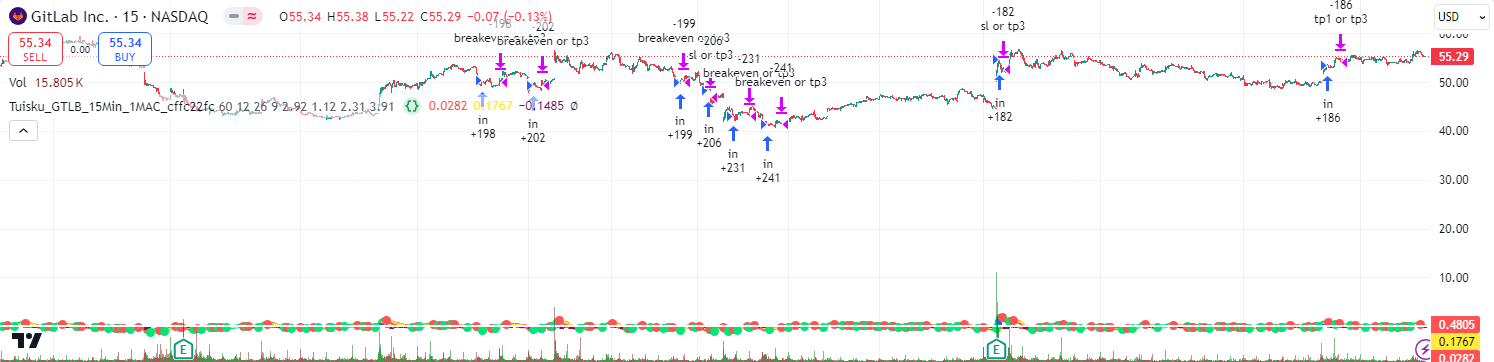 GitLab Inc. · 15 · NASDAQ
O55.34 H55.38 L55.22 C55.29 −0.07 (−0.13%)
USD
55.34
SELL
0.00
55.34
BUY
Vol 15.805 K
Tuisku_GTLB_15Min_1MAC_cffc22fc 60 12 26 9 2.92 1.12 2.31 3.91 0.0282 0.1767 −0.1485 Ø
-198
breakeven or tp3
in
+198
-202
breakeven or tp3
in
+202
-199
breakeven or tp3
in
+199
-206
sl or tp3
in
+206
-231
breakeven or tp3
in
+231
-241
breakeven or tp3
in
+241
-182
sl or tp3
in
+182
-186
tp1 or tp3
in
+186
60.00
55.29
50.00
40.00
30.00
20.00
10.00
0.4805
0.1767
0.0282
E
E